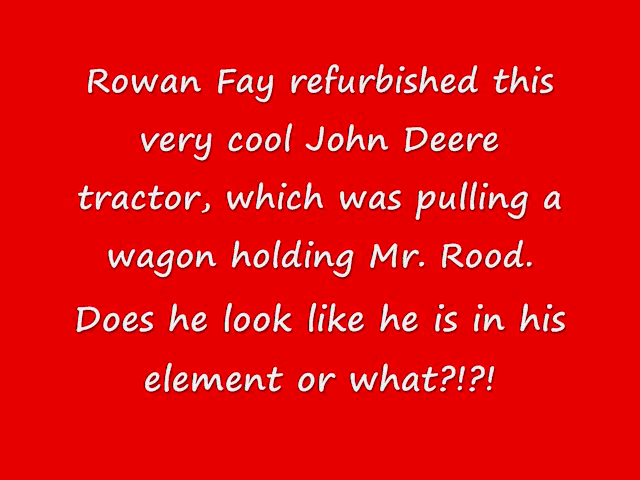 Rowan Fay refurbished this
very cool John Deere
tractor, which was pulling a
wagon holding Mr. Rood.
Does he look like he is in his
element or what?!?!